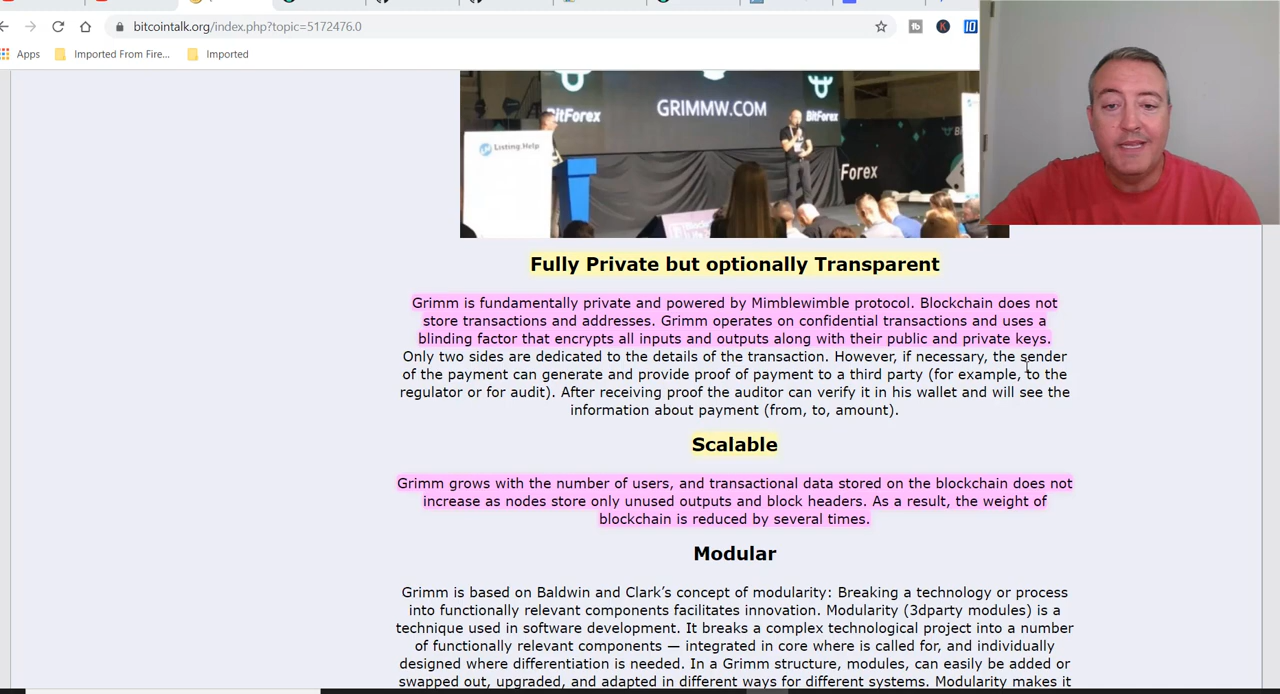 bitcointalk.org/index.php?topic=5172476.0
Apps
Imported From Fire...
Imported
BitForex
GRIMMW.COM
BitForex
Listing.Help
Forex
Fully Private but optionally Transparent
Grimm is fundamentally private and powered by Mimblewimble protocol. Blockchain does not
store transactions and addresses. Grimm operates on confidential transactions and uses a
blinding factor that encrypts all inputs and outputs along with their public and private keys.
Only two sides are dedicated to the details of the transaction. However, if necessary, the sender
of the payment can generate and provide proof of payment to a third party (for example, to the
regulator or for audit). After receiving proof the auditor can verify it in his wallet and will see the
information about payment (from, to, amount).
Scalable
Grimm grows with the number of users, and transactional data stored on the blockchain does not
increase as nodes store only unused outputs and block headers. As a result, the weight of
blockchain is reduced by several times.
Modular
Grimm is based on Baldwin and Clark’s concept of modularity: Breaking a technology or process
into functionally relevant components facilitates innovation. Modularity (3dparty modules) is a
technique used in software development. It breaks a complex technological project into a number
of functionally relevant components — integrated in core where is called for, and individually
designed where differentiation is needed. In a Grimm structure, modules, can easily be added or
swapped out, upgraded, and adapted in different ways for different systems. Modularity makes it